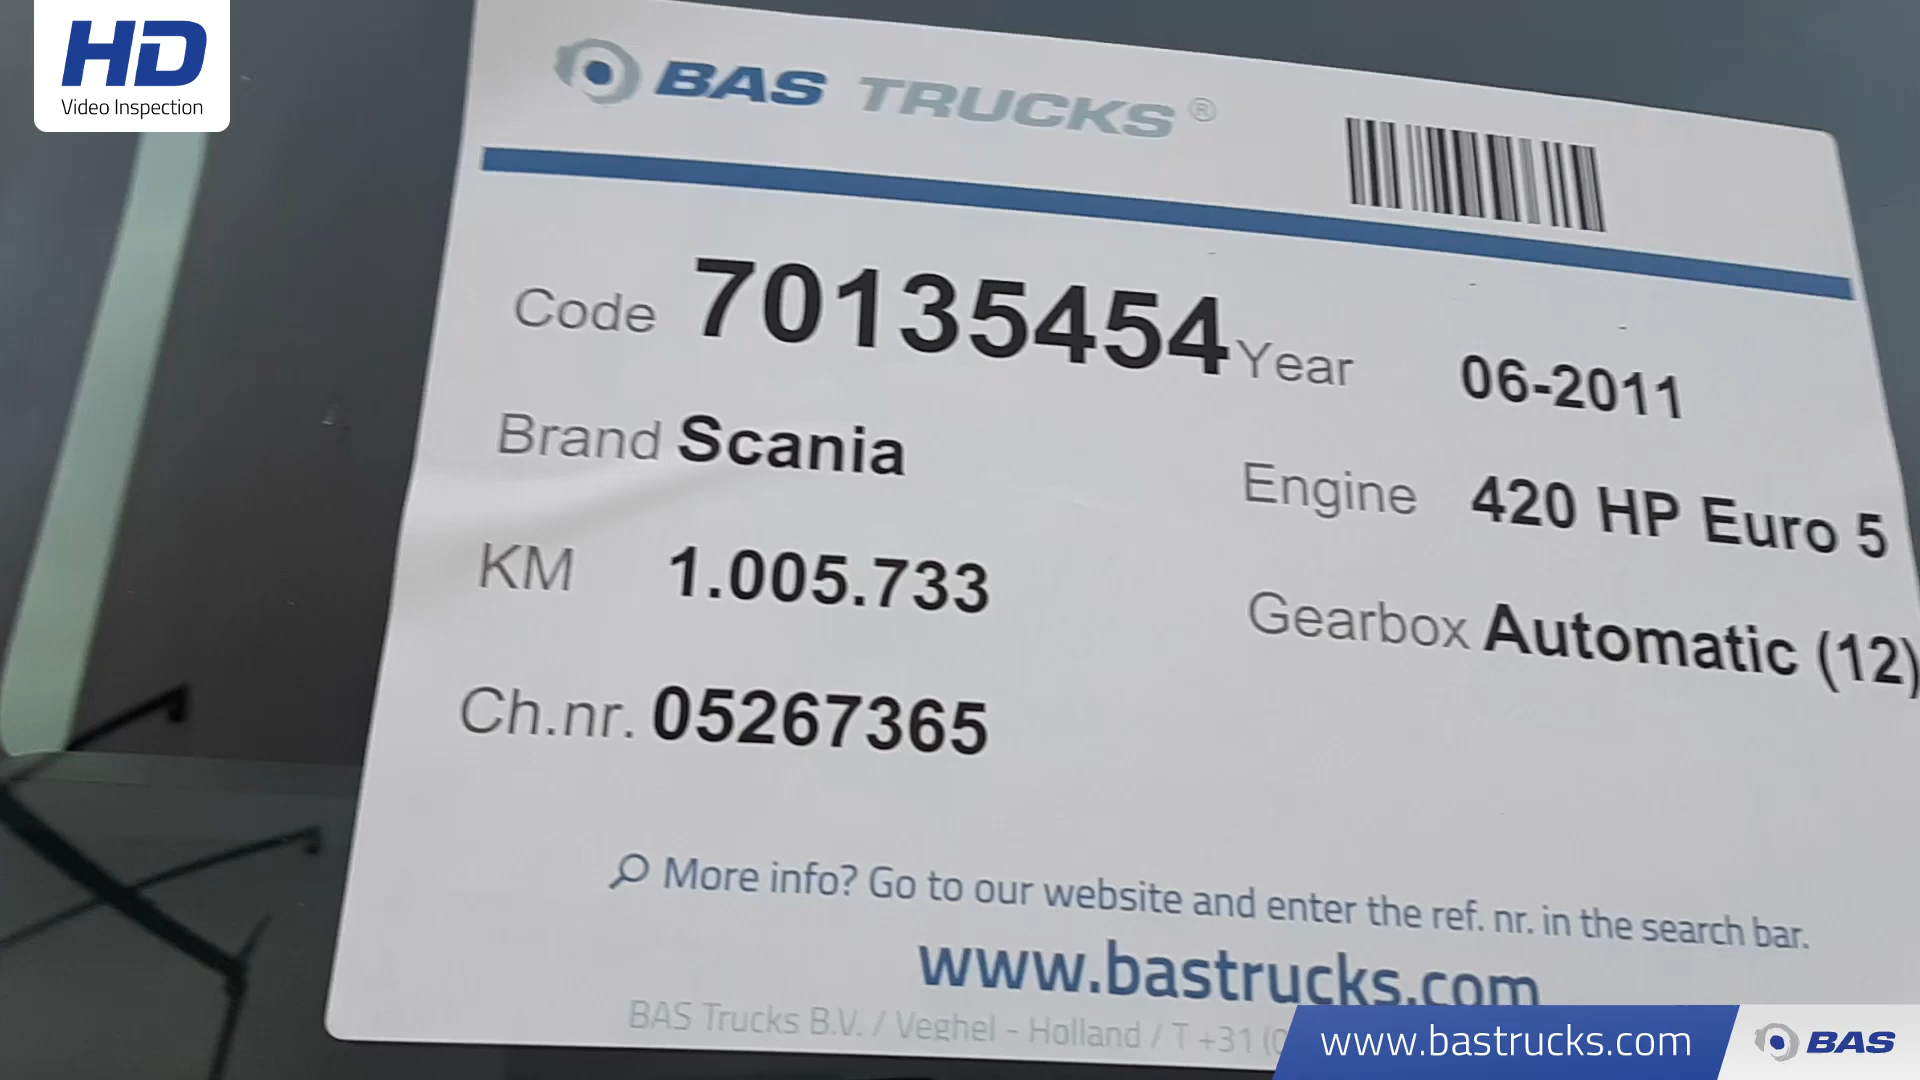 HD
Video Inspection
BAS TRUCKS®
Code 70135454 Year 06-2011
Brand Scania
Engine 420 HP Euro 5
KM 1.005.733
Gearbox Automatic (12)
Ch.nr. 05267365
More info? Go to our website and enter the ref. nr. in the search bar.
www.bastrucks.com
BAS Trucks B.V. / Veghel - Holland / T +31 (0
www.bastrucks.com
BAS